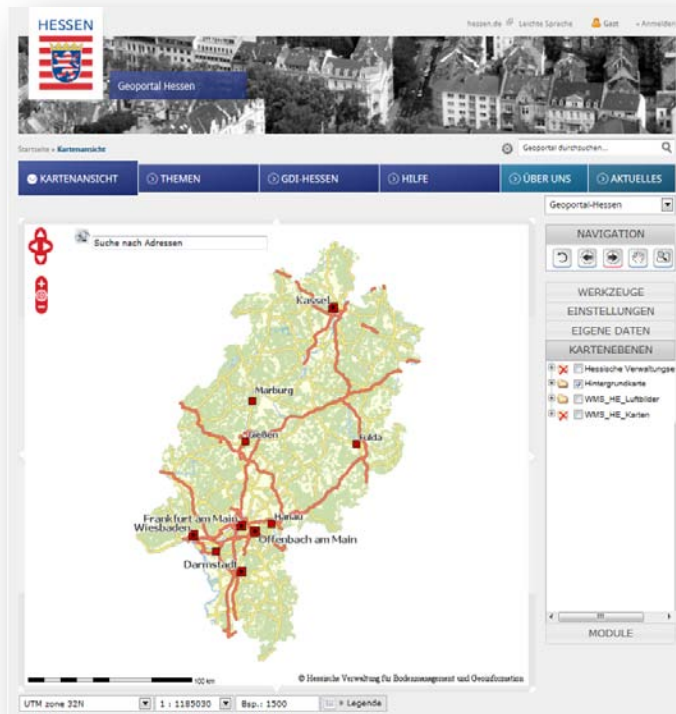 HESSEN
hessen.de Leichte Sprache Gast » Anmelden
Geoportal Hessen
Startseite » Kartenansicht
Geoportal durchsuchen...
KARTENANSICHT THEMEN GDI-HESSEN HILFE ÜBER UNS AKTUELLES
Geoportal-Hessen
Suche nach Adressen
NAVIGATION
WERKZEUGE
EINSTELLUNGEN
EIGENE DATEN
KARTENEBENEN
Hessische Verwaltungse
Hintergrundkarte
WMS_HE_Luftbilder
WMS_HE_Karten
MODULE
Kassel
Marburg
Gießen
Fulda
Frankfurt am Main
Hanau
Wiesbaden
Offenbach am Main
Darmstadt
100 km
© Hessische Verwaltung für Bodenmanagement und Geoinformation
UTM zone 32N 1 : 1185030 Bsp.: 1500 » Legende